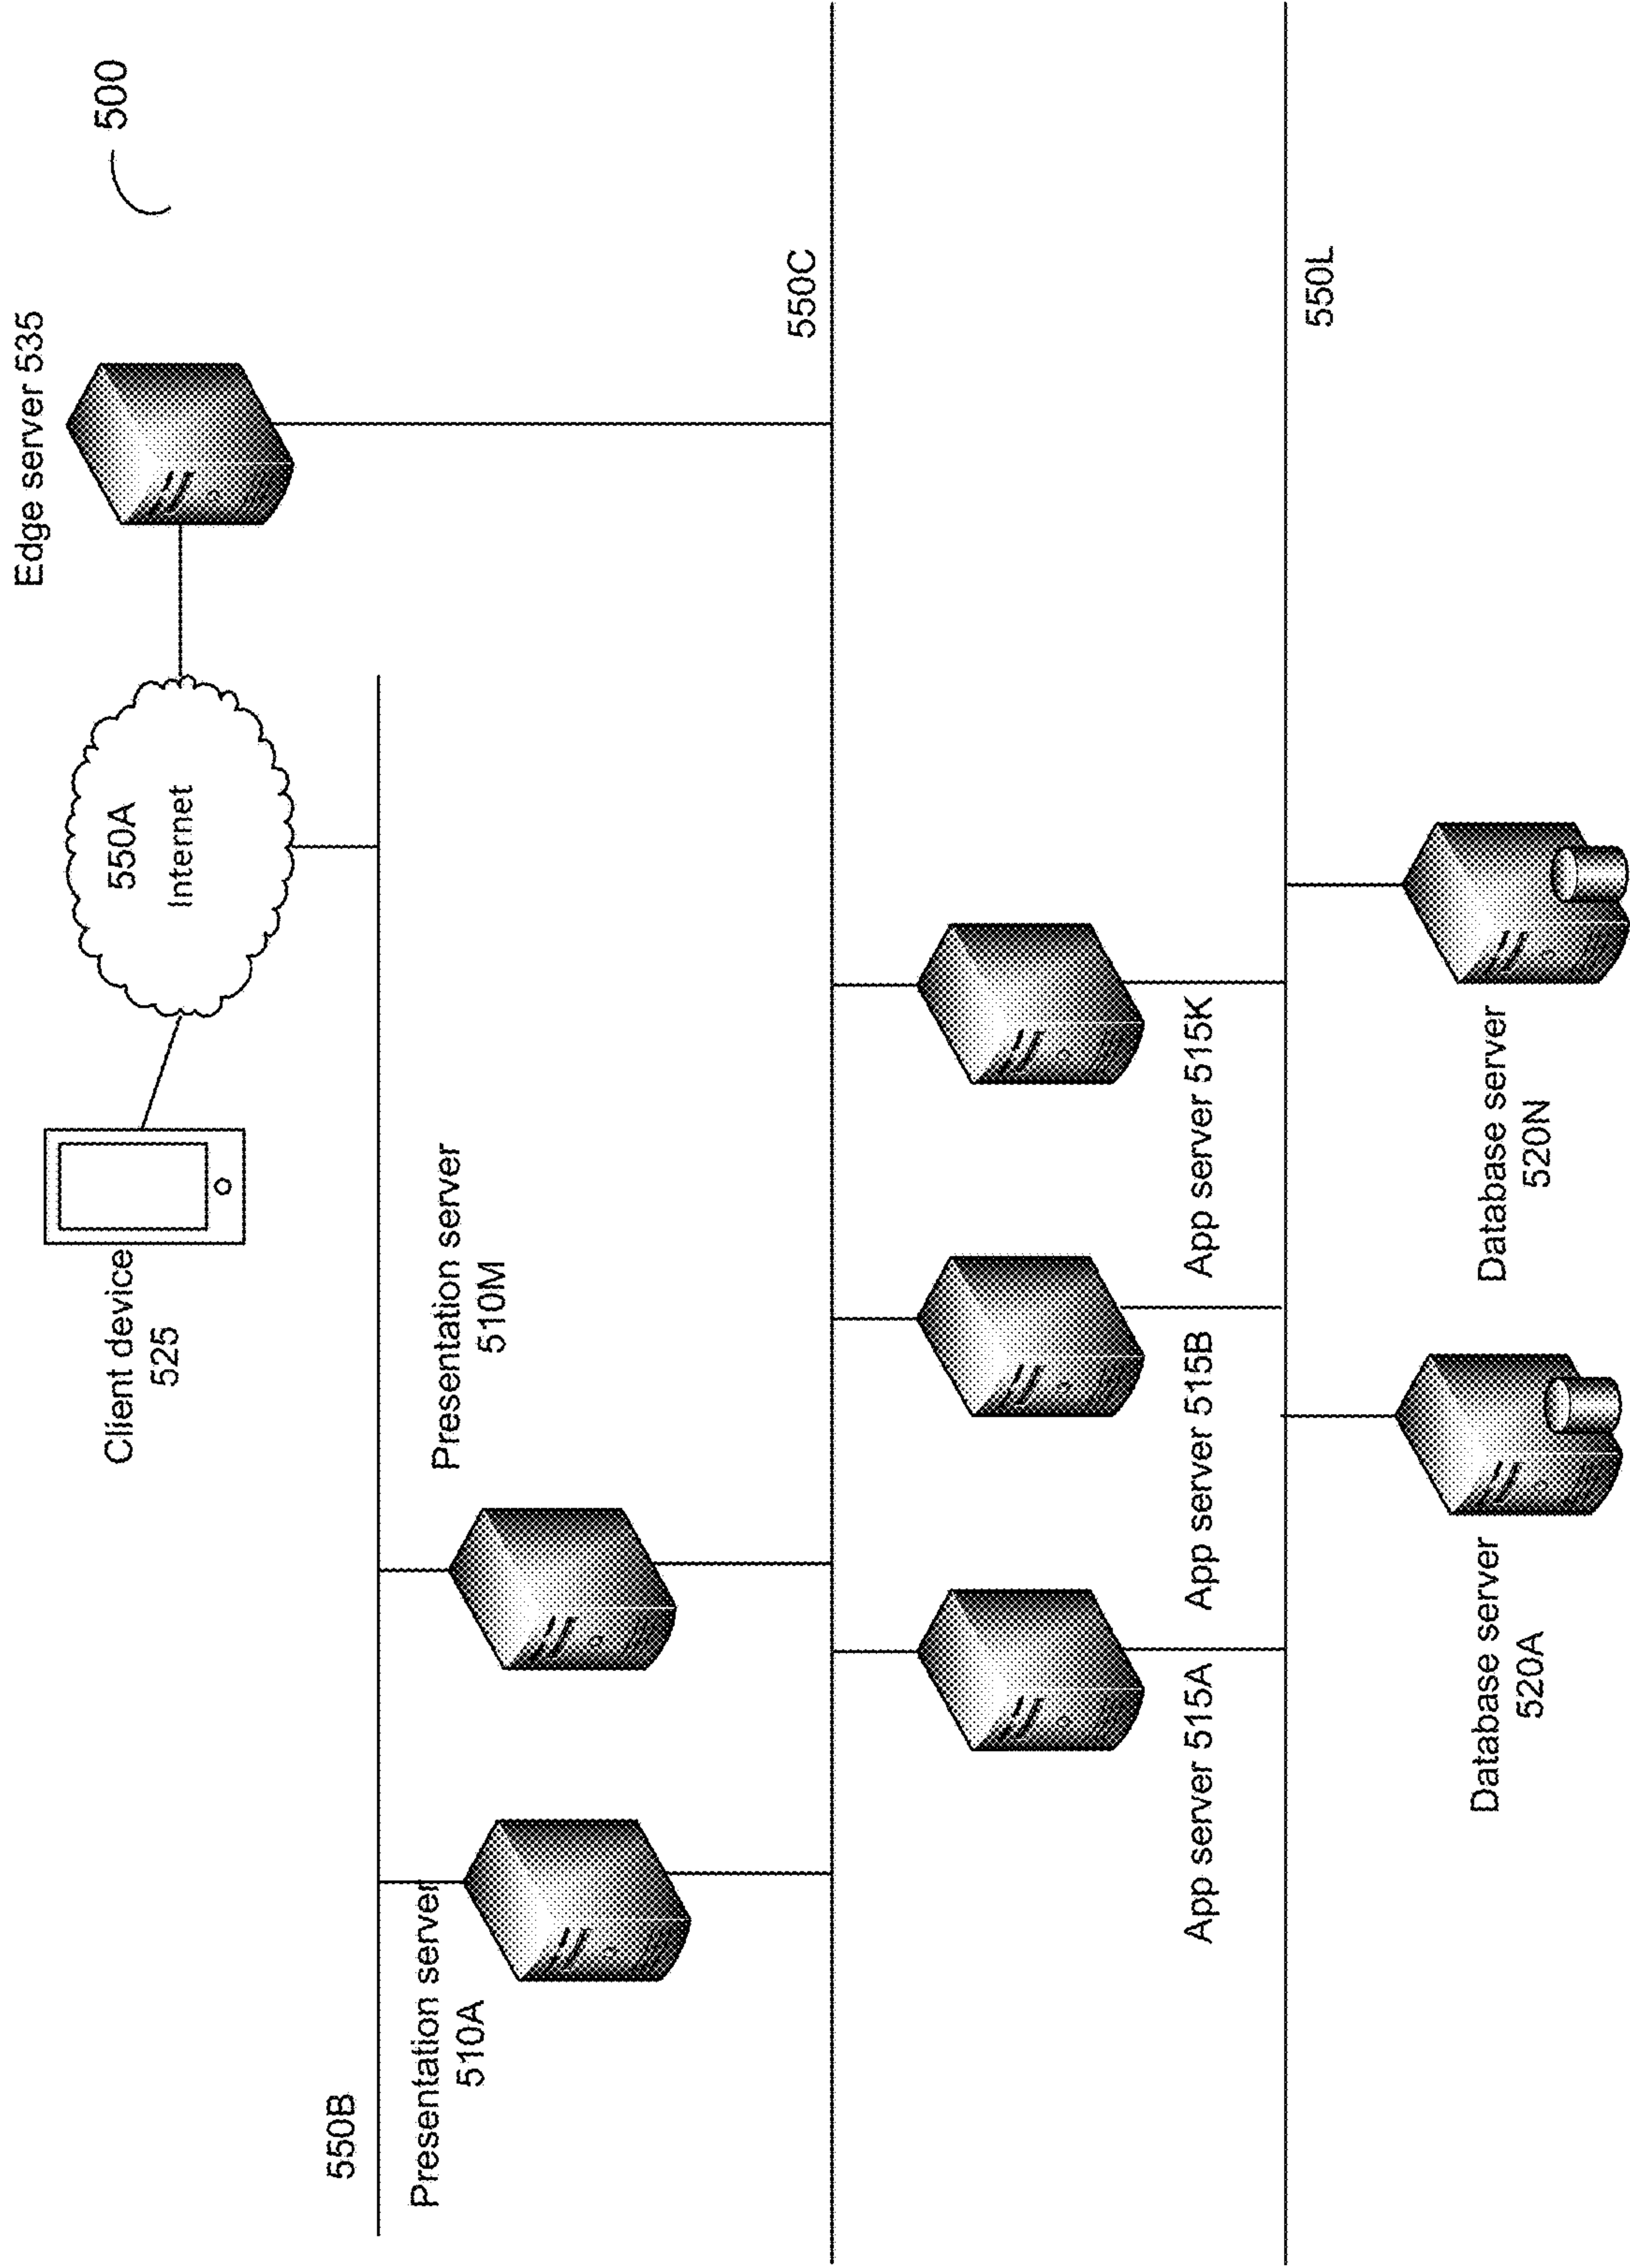 500
Edge server 535
550A
Internet
Client device
525
550B
Presentation server
510A
Presentation server
510M
550C
App server 515A
App server 515B
App server 515K
550L
Database server
520A
Database server
520N